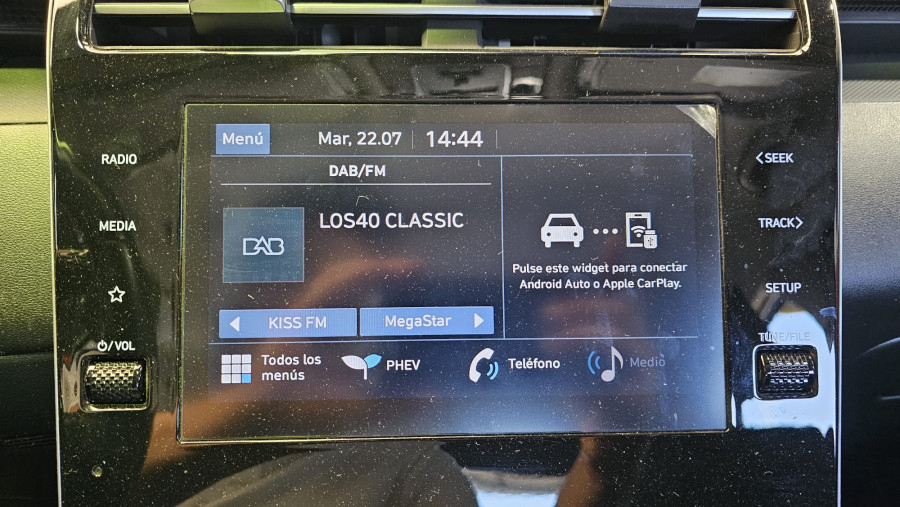 Menú
Mar, 22.07
14:44
DAB/FM
DAB
LOS40 CLASSIC
KISS FM
MegaStar
Pulse este widget para conectar
Android Auto o Apple CarPlay.
Todos los
menús
PHEV
Teléfono
Medio
RADIO
MEDIA
VOL
SEEK
TRACK
SETUP
TUNE/FILE